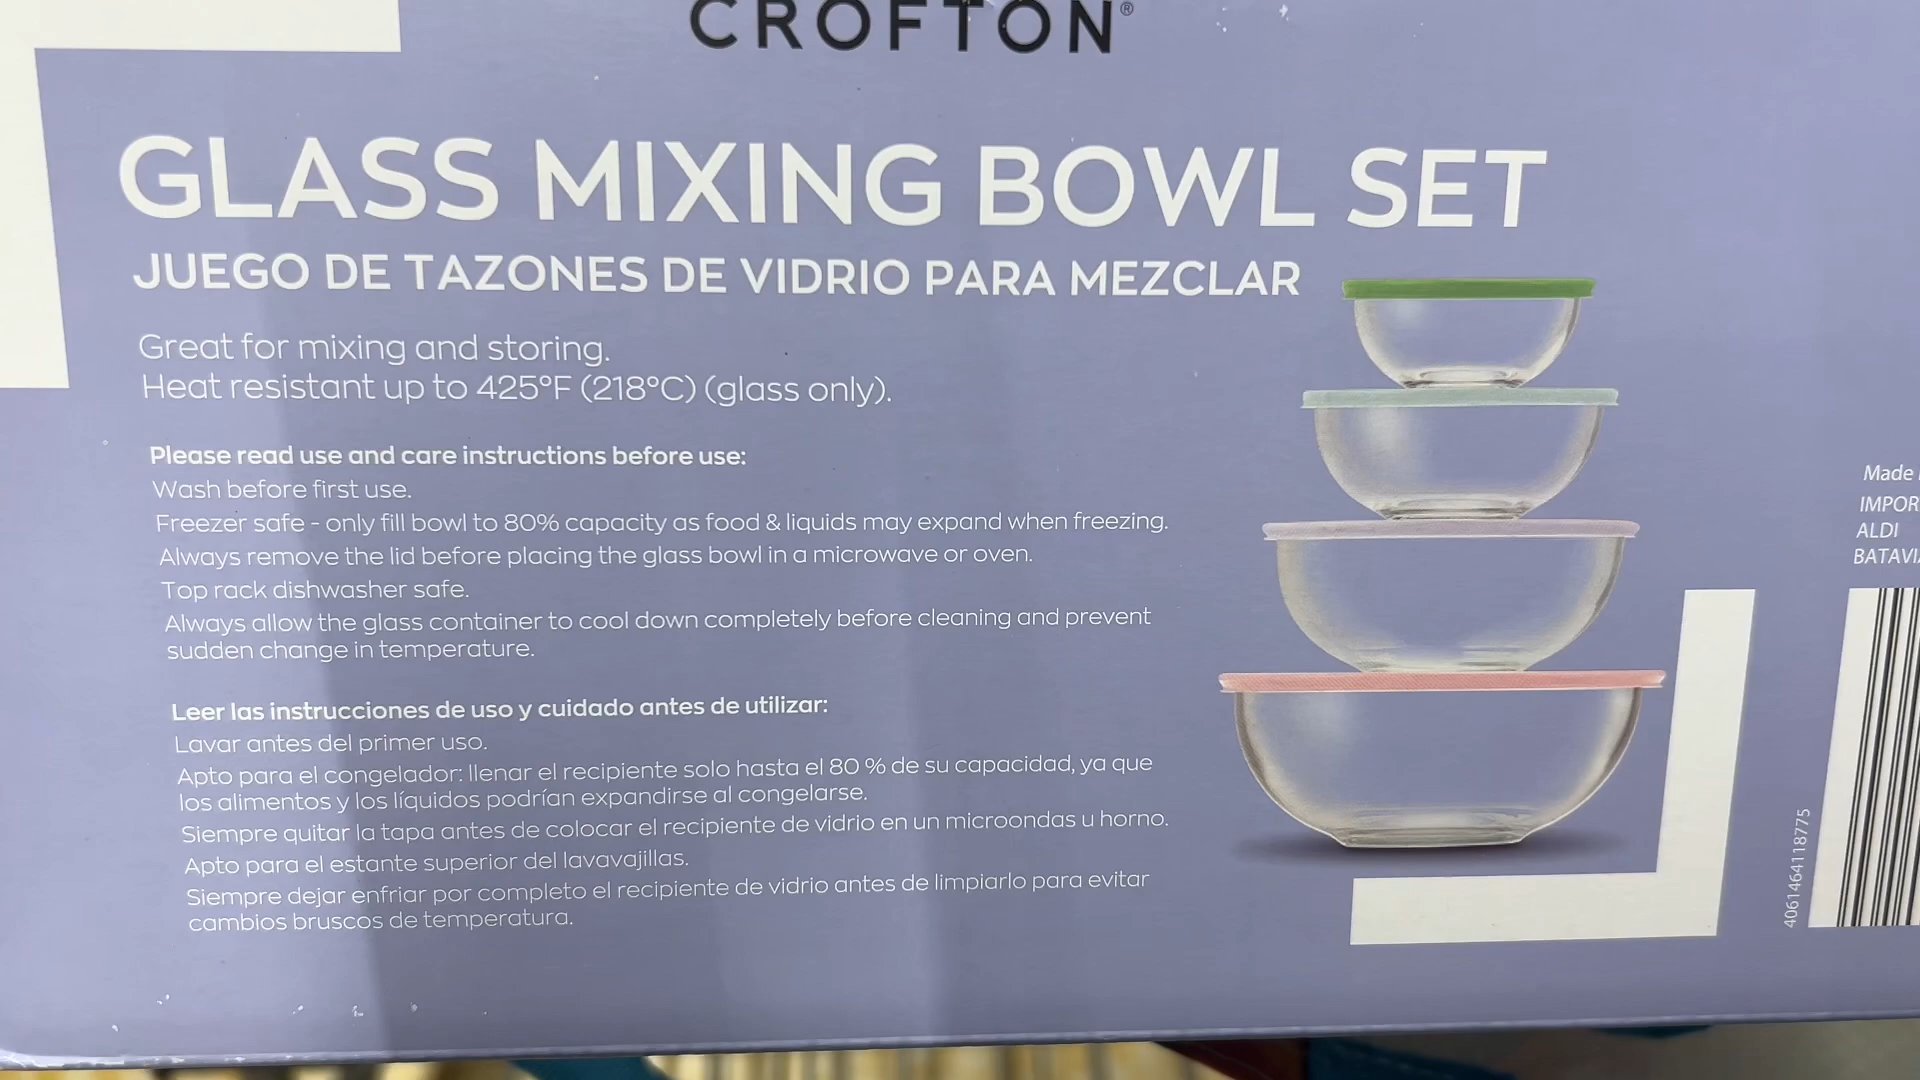 CROFTON®
GLASS MIXING BOWL SET
JUEGO DE TAZONES DE VIDRIO PARA MEZCLAR
Great for mixing and storing.
Heat resistant up to 425°F (218°C) (glass only).
Please read use and care instructions before use:
Wash before first use.
Freezer safe - only fill bowl to 80% capacity as food & liquids may expand when freezing.
Always remove the lid before placing the glass bowl in a microwave or oven.
Top rack dishwasher safe.
Always allow the glass container to cool down completely before cleaning and prevent
sudden change in temperature.
Leer las instrucciones de uso y cuidado antes de utilizar:
Lavar antes del primer uso.
Apto para el congelador: llenar el recipiente solo hasta el 80 % de su capacidad, ya que
los alimentos y los líquidos podrían expandirse al congelarse.
Siempre quitar la tapa antes de colocar el recipiente de vidrio en un microondas u horno.
Apto para el estante superior del lavavajillas.
Siempre dejar enfriar por completo el recipiente de vidrio antes de limpiarlo para evitar
cambios bruscos de temperatura.
Made
ALDI
4061464118775